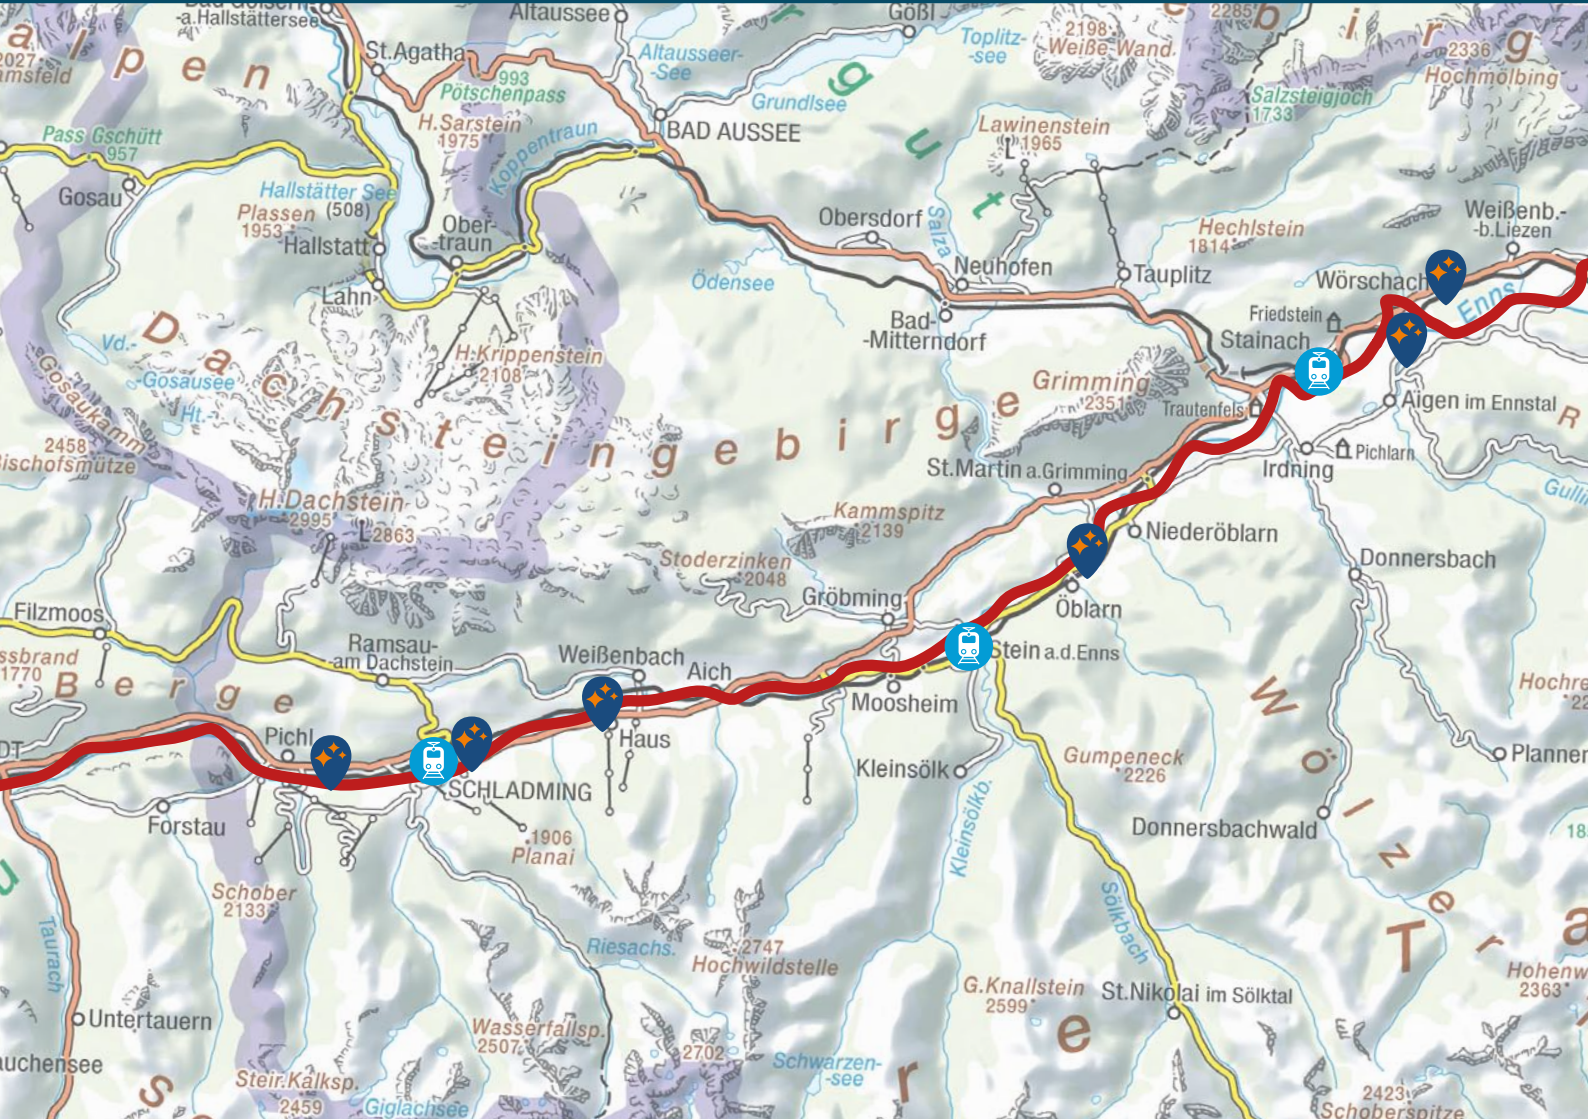 -a.Hallstättersee
Altaussee
Gößl
2285
2198
Weiße Wand.
Toplitz-
-see
2336
Hochmölbing
St.Agatha
Altausseer-
-See
993
Pötschenpass
Grundlsee
Salzsteigjoch
1733
2027
amsfeld
a l p e n
H.Sarstein
1975
BAD AUSSEE
Lawinenstein
1965
Pass Gschütt
957
Koppentraun
Gosau
Hallstätter See
(508)
Plassen
1953
Hallstatt
Ober-
-traun
Lahn
Obersdorf
Salza
Hechlstein
1814
Weißenb.-
-b.Liezen
Neuhofen
Tauplitz
Wörschach
Enns
Ödensee
Bad-
-Mitterndorf
Friedstein
Stainach
Vd.-
-Gosausee
Ht.-
Gosaukamm
H.Krippenstein
2108
D a c h s t e i n g e b i r g e
g u t
r
e b i r g
Grimming
2351
Trautenfels
Aigen im Ennstal
R
Pichlarn
Irdning
2458
Bischofsmütze
St.Martin a.Grimming
H.Dachstein
2995
2863
Kammspitz
2139
Niederöblarn
Donnersbach
Stoderzinken
2048
Gröbming
Öblarn
Filzmoos
Ramsau-
-am Dachstein
Weißenbach
Aich
Stein a.d.Enns
ssbrand
1770
B e r g e
Moosheim
Pichl
Haus
Kleinsölk
Gumpeneck
2226
Planner
SCHLADMING
Forstau
1906
Planai
Kleinsölkb.
Donnersbachwald
W ö l z e r
Schober
2133
Sölkbach
T a
Taurach
Riesachs.
2747
Hochwildstelle
G.Knallstein
2599
St.Nikolai im Sölktal
Hohenw
2363
Untertauern
Wasserfallsp.
2507
2702
e
r
auchensee
Schwarzen-
-see
Steir.Kalksp.
2459
Giglachsee
2423
Schoberspitze